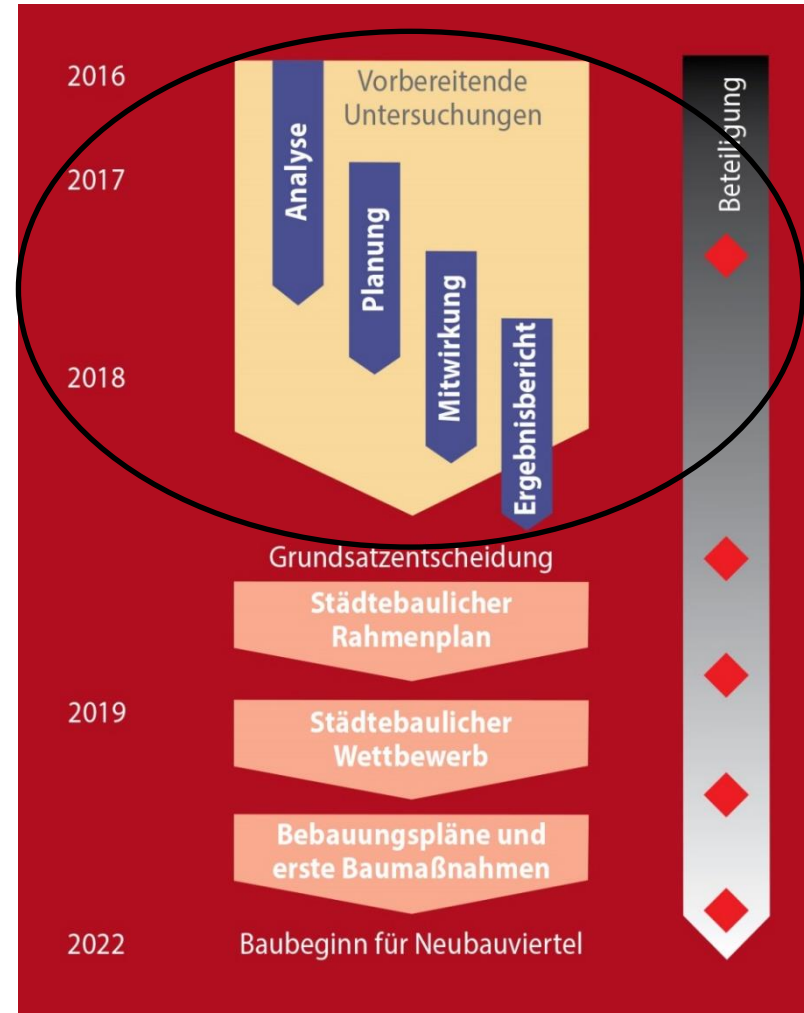 2016
Vorbereitende
Untersuchungen
Beteiligung
Analyse
2017
Planung
Mitwirkung
2018
Ergebnisbericht
Grundsatzentscheidung
Städtebaulicher
Rahmenplan
2019
Städtebaulicher
Wettbewerb
Bebauungspläne und
erste Baumaßnahmen
2022
Baubeginn für Neubauviertel